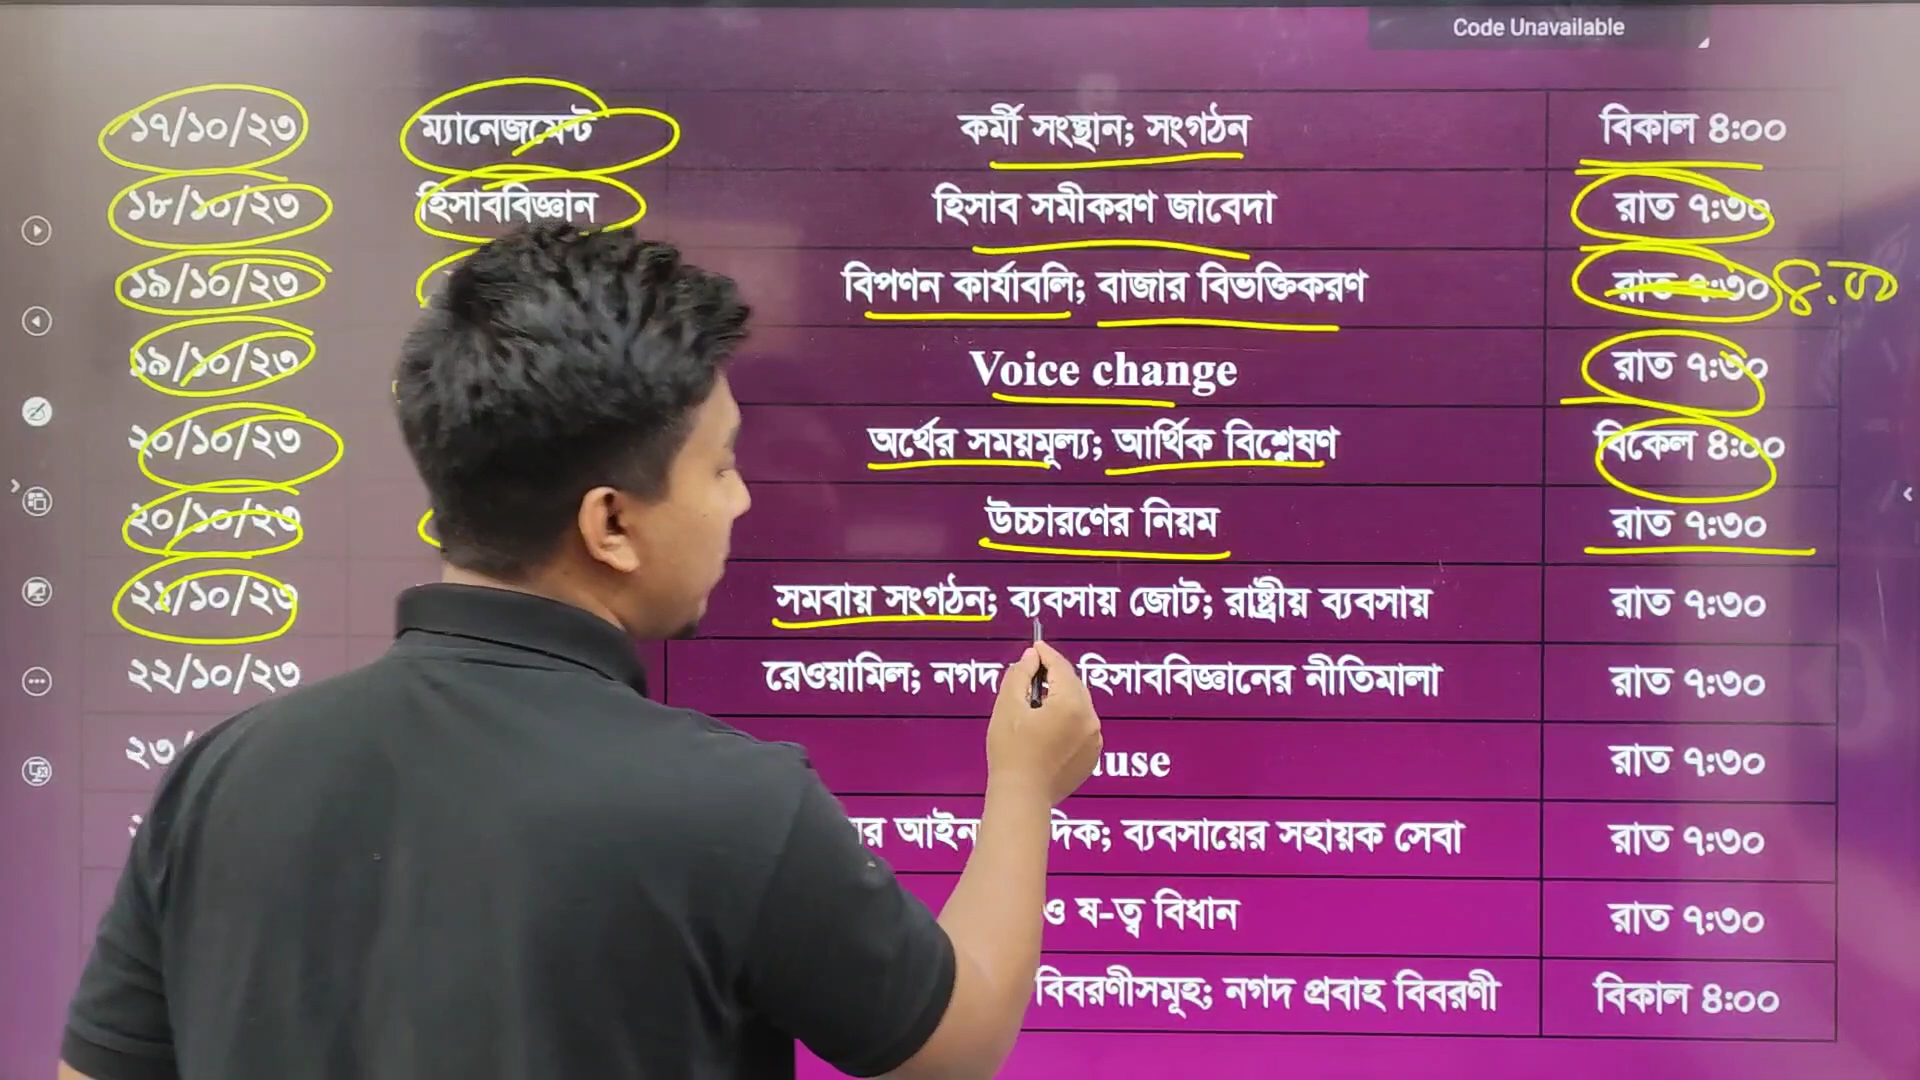 Code Unavailable
১৭/১০/২৩ ম্যানেজমেন্ট কর্মী সংস্থান; সংগঠন বিকাল ৪:০০
১৮/১০/২৩ হিসাববিজ্ঞান হিসাব সমীকরণ জাবেদা রাত ৭:৩০
১৯/১০/২৩ বিপণন কার্যাবলি; বাজার বিভক্তিকরণ রাত ৭:৩০ ৪.০০
১৯/১০/২৩ Voice change রাত ৭:৩০
২০/১০/২৩ অর্থের সময়মূল্য; আর্থিক বিশ্লেষণ বিকেল ৪:০০
২০/১০/২৩ উচ্চারণের নিয়ম রাত ৭:৩০
২১/১০/২৩ সমবায় সংগঠন; ব্যবসায় জোট; রাষ্ট্রীয় ব্যবসায় রাত ৭:৩০
২২/১০/২৩ রেওয়ামিল; নগদ হিসাববিজ্ঞানের নীতিমালা রাত ৭:৩০
২৩/ রাত ৭:৩০
আইন দিক; ব্যবসায়ের সহায়ক সেবা রাত ৭:৩০
ও ষ-ত্ব বিধান রাত ৭:৩০
বিবরণীসমূহ; নগদ প্রবাহ বিবরণী বিকাল ৪:০০